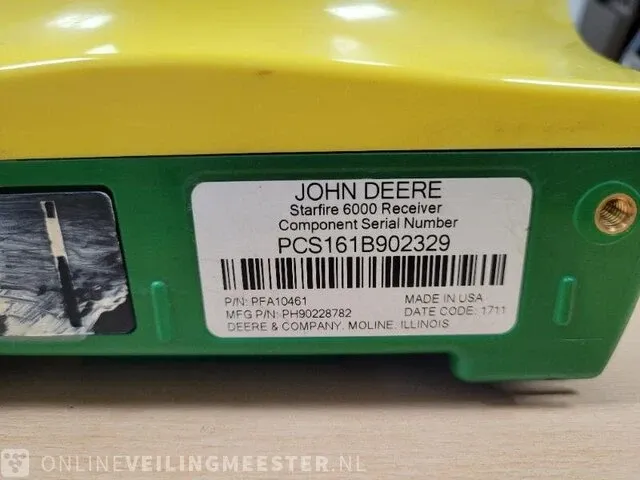 JOHN DEERE
Starfire 6000 Receiver
Component Serial Number
PCS161B902329
P/N: PFA10461
MADE IN USA
MFG P/N: PH90228782
DATE CODE: 1711
DEERE & COMPANY, MOLINE, ILLINOIS
ONLINEVEILINGMEESTER.NL